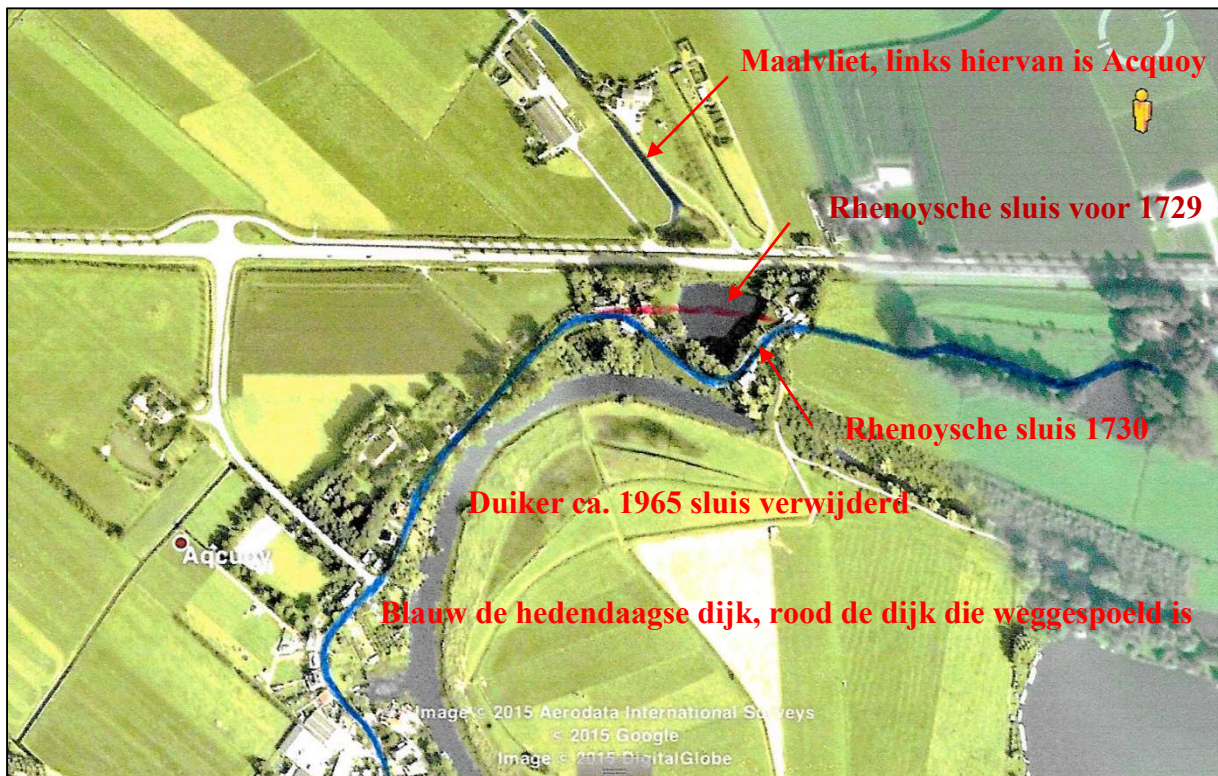 Maalvliet, links hiervan is Acquoy
Rhenoysche sluis voor 1729
Rhenoysche sluis 1730
Duiker ca. 1965 sluis verwijderd
Aqcuoy
Blauw de hedendaagse dijk, rood de dijk die weggespoeld is
Image © 2015 Aerodata International Surveys
© 2015 Google
Image © 2015 DigitalGlobe